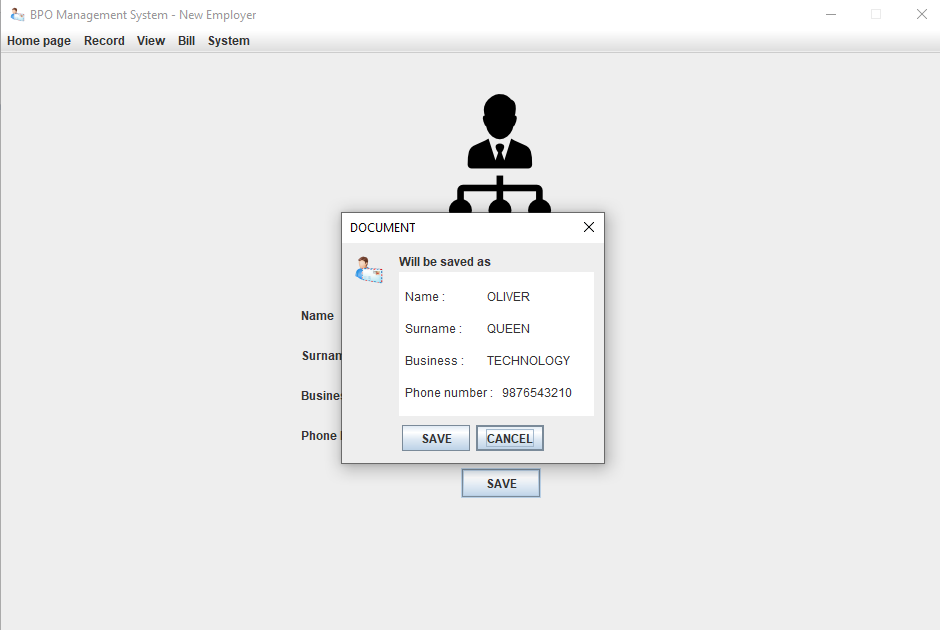 BPO Management System - New Employer
Home page Record View Bill System
DOCUMENT
Will be saved as
Name : OLIVER
Surname : QUEEN
Business : TECHNOLOGY
Phone number : 9876543210
SAVE CANCEL
Name
Surnam
Busine
Phone
SAVE